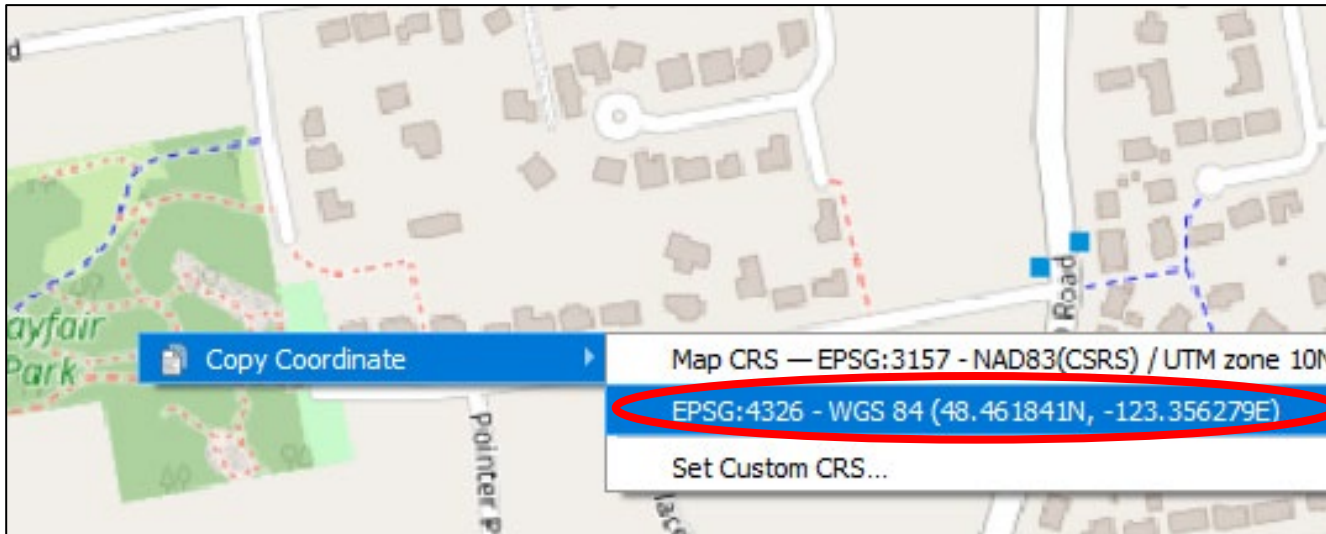 d
ayfair
Park
Road
Copy Coordinate
Map CRS — EPSG:3157 - NAD83(CSRS) / UTM zone 10N
EPSG:4326 - WGS 84 (48.461841N, -123.356279E)
Set Custom CRS...
Pointer P
lace